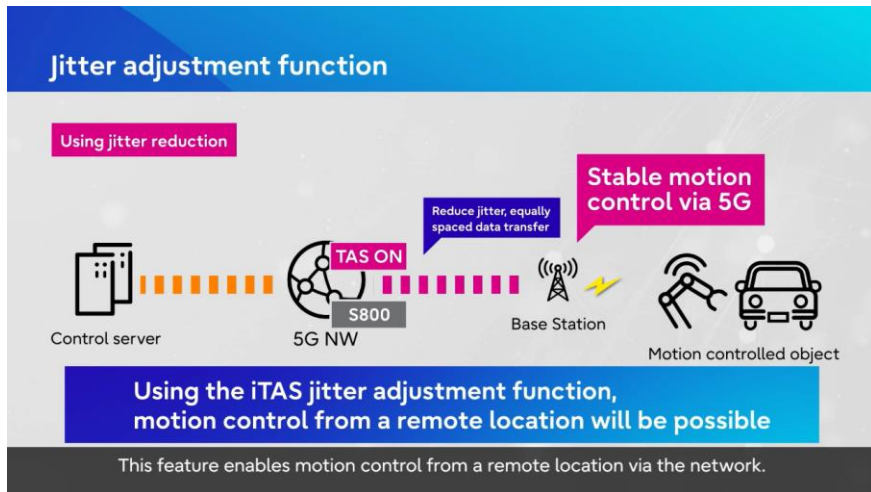 Jitter adjustment function
Using jitter reduction
Stable motion
control via 5G
Reduce jitter, equally
spaced data transfer
TAS ON
S800
Control server
5G NW
Base Station
Motion controlled object
Using the iTAS jitter adjustment function,
motion control from a remote location will be possible
This feature enables motion control from a remote location via the network.